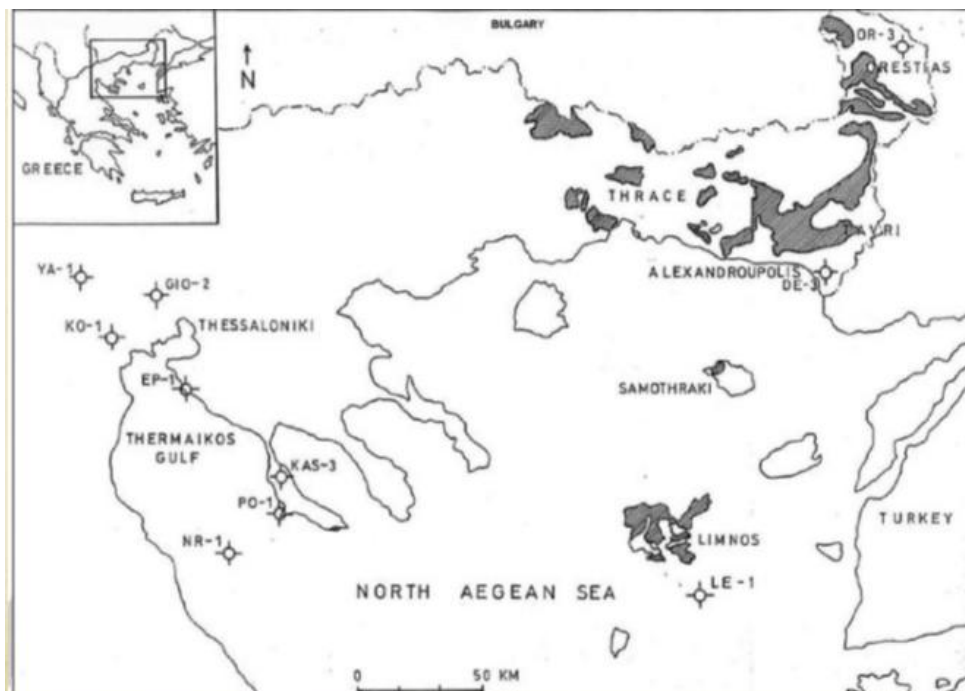 BULGARY
OR-3
ORESTIAS
N
GREECE
THRACE
YA-1
GIO-2
ALEXANDROUPOLIS
DE-3
KO-1
THESSALONIKI
EP-1
SAMOTHRAKI
THERMAIKOS
GULF
KAS-3
PO-1
TURKEY
NR-1
LIMNOS
NORTH AEGEAN SEA
LE-1
0 50 KM